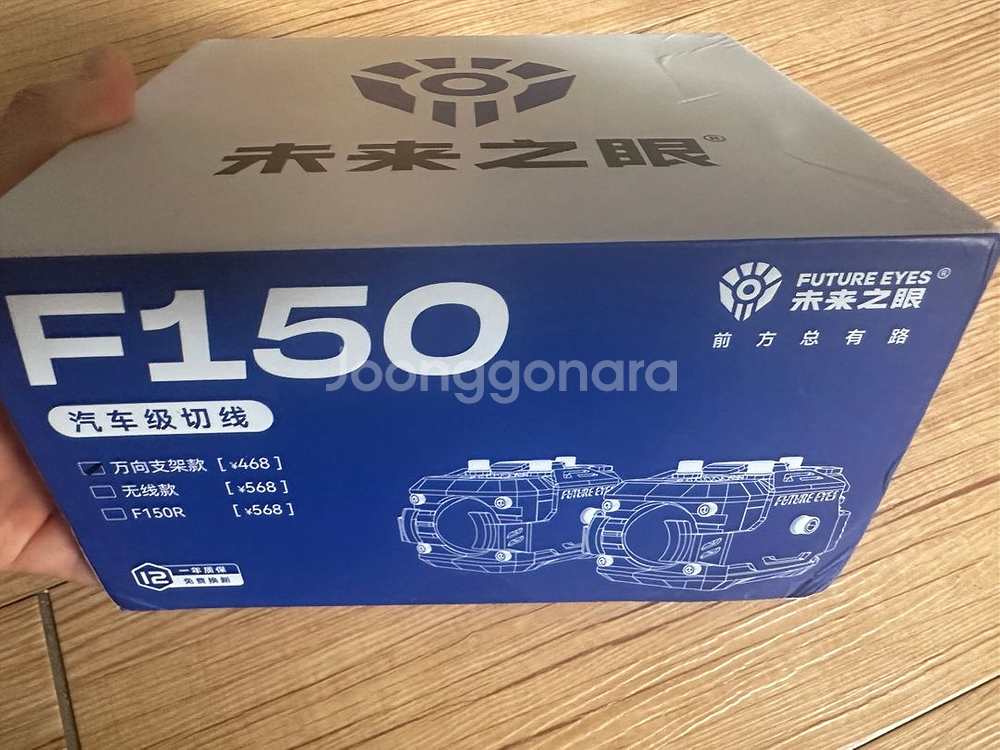 未来之眼®
F150
FUTURE EYES®
未来之眼
前方总有路
Joonggonara
汽车级切线
万向支架款 [¥468]
无线款 [¥568]
F150R [¥568]
12 一年质保
免费换新
FUTURE EYES
FUTURE EYES